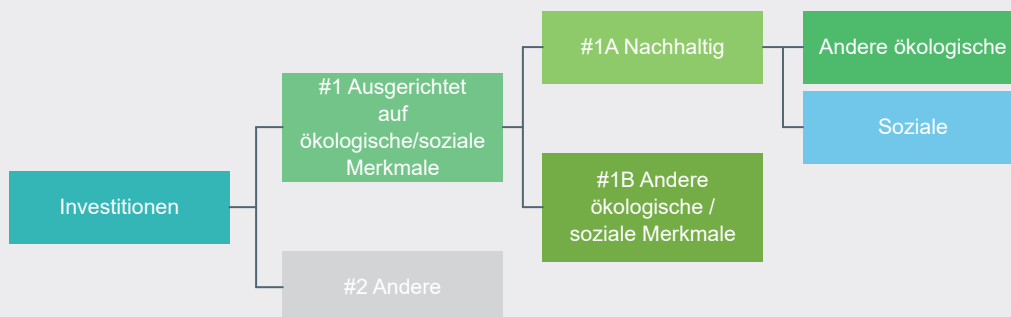 Investitionen
#1 Ausgerichtet
auf
ökologische/soziale
Merkmale
#2 Andere
#1A Nachhaltig
#1B Andere
ökologische /
soziale Merkmale
Andere ökologische
Soziale